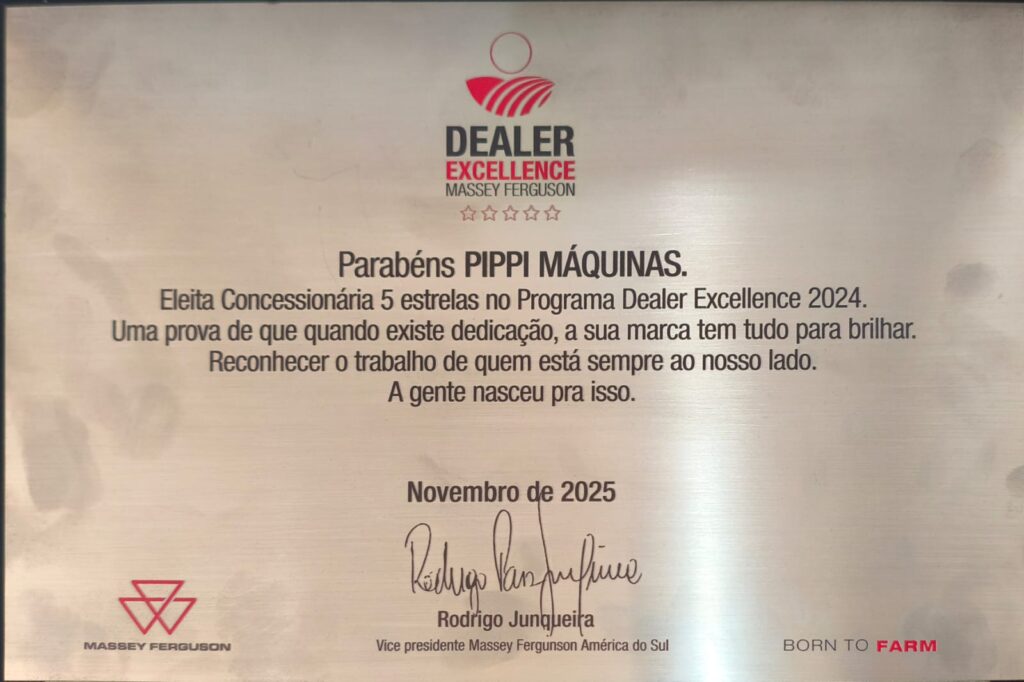 DEALER
EXCELLENCE
MASSEY FERGUSON
Parabéns PIPPI MÁQUINAS.
Eleita Concessionária 5 estrelas no Programa Dealer Excellence 2024.
Uma prova de que quando existe dedicação, a sua marca tem tudo para brilhar.
Reconhecer o trabalho de quem está sempre ao nosso lado.
A gente nasceu pra isso.
Novembro de 2025
Rodrigo Junqueira
Vice presidente Massey Fergunson América do Sul
MASSEY FERGUSON
BORN TO FARM